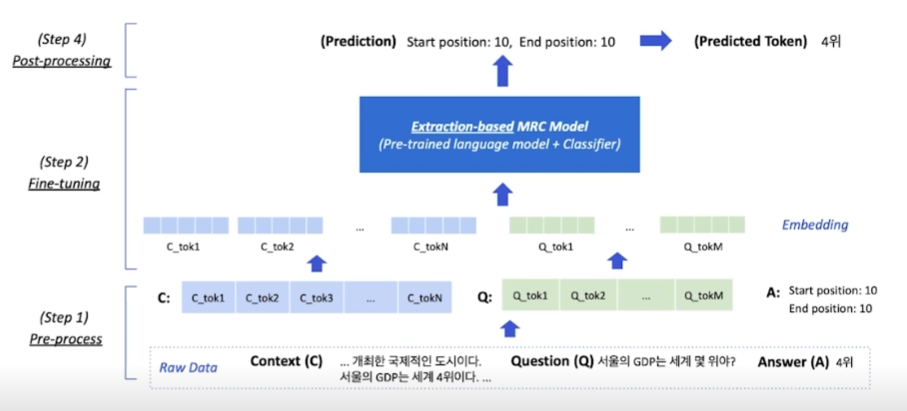 (Step 4)
Post-processing
(Prediction) Start position: 10, End position: 10
(Predicted Token) 4위
Extraction-based MRC Model
(Pre-trained language model + Classifier)
(Step 2)
Fine-tuning
... ...
Embedding
C_tok1 C_tok2 C_tokN Q_tok1 Q_tokM
C: C_tok1 C_tok2 C_tok3 ... C_tokN
Q: Q_tok1 Q_tok2 ... Q_tokM
A: Start position: 10
End position: 10
(Step 1)
Pre-process
Raw Data
Context (C) ... 개최한 국제적인 도시이다.
서울의 GDP는 세계 4위이다. ...
Question (Q) 서울의 GDP는 세계 몇 위야?
Answer (A) 4위